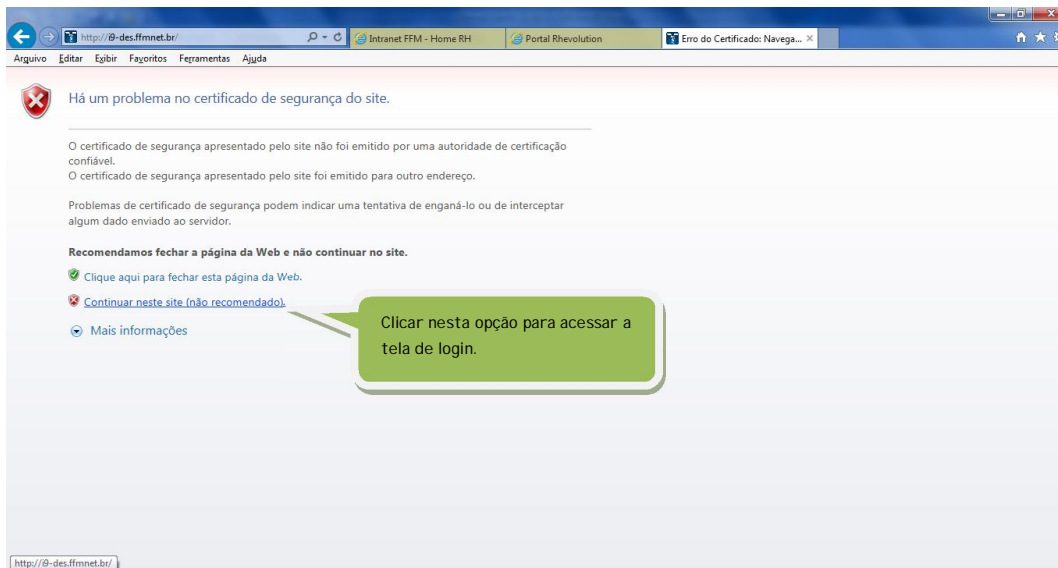 http://i9-des.ffmnet.br/
Intranet FFM - Home RH
Portal Rhevolution
Erro do Certificado: Navega...
Arquivo Editar Exibir Favoritos Ferramentas Ajuda
Há um problema no certificado de segurança do site.
O certificado de segurança apresentado pelo site não foi emitido por uma autoridade de certificação
confiável.
O certificado de segurança apresentado pelo site foi emitido para outro endereço.
Problemas de certificado de segurança podem indicar uma tentativa de enganá-lo ou de interceptar
algum dado enviado ao servidor.
Recomendamos fechar a página da Web e não continuar no site.
Clique aqui para fechar esta página da Web.
Continuar neste site (não recomendado).
Mais informações
Clicar nesta opção para acessar a
tela de login.
http://i9-des.ffmnet.br/